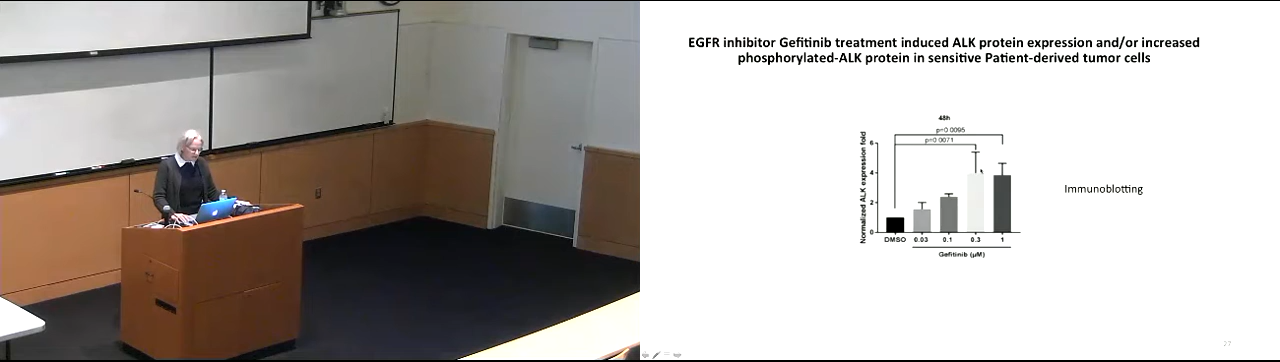 EGFR inhibitor Gefitinib treatment induced ALK protein expression and/or increased
phosphorylated-ALK protein in sensitive Patient-derived tumor cells
48h
p=0.0095
p=0.0071
Normalized ALK expression fold
6
4
2
0
DMSO 0.03 0.1 0.3 1
Gefitinib (μM)
Immunoblotting
27